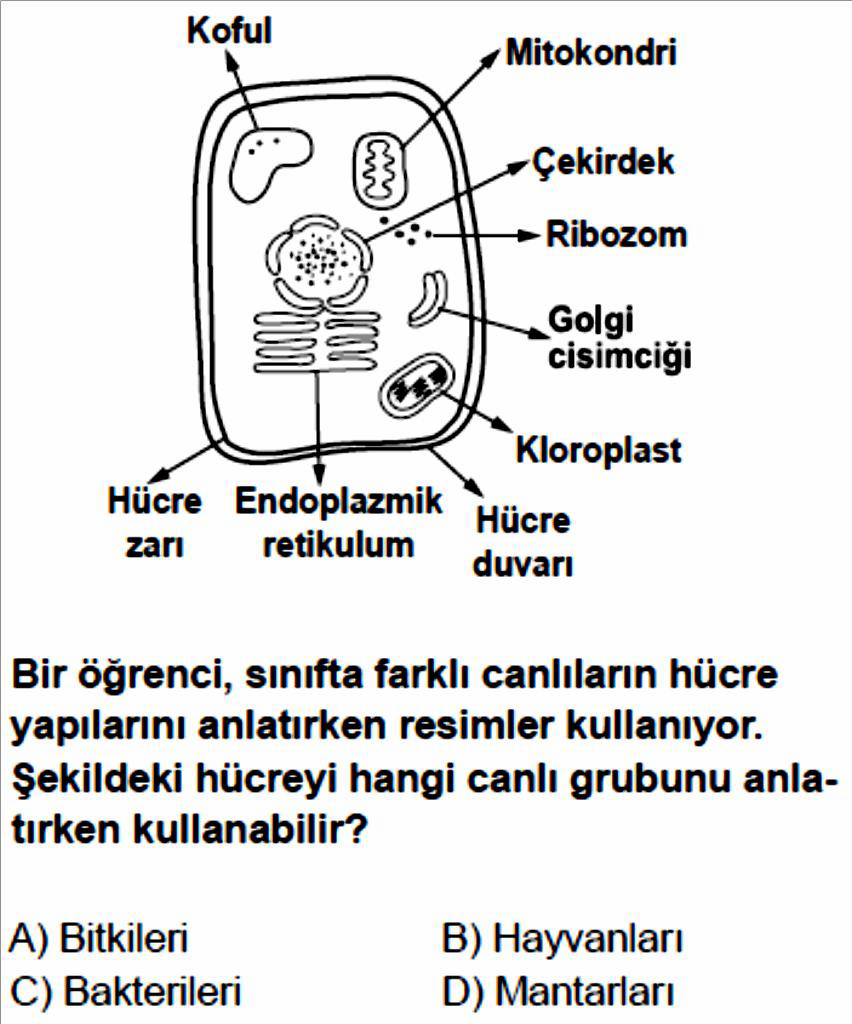 Koful
Mitokondri
Çekirdek
Ribozom
Golgi
cisimciği
Kloroplast
Hücre
zarı
Endoplazmik
retikulum
Hücre
duvarı
Bir öğrenci, sınıfta farklı canlıların hücre
yapılarını anlatırken resimler kullanıyor.
Şekildeki hücreyi hangi canlı grubunu anla-
tırken kullanabilir?
A) Bitkileri
B) Hayvanları
C) Bakterileri
D) Mantarları